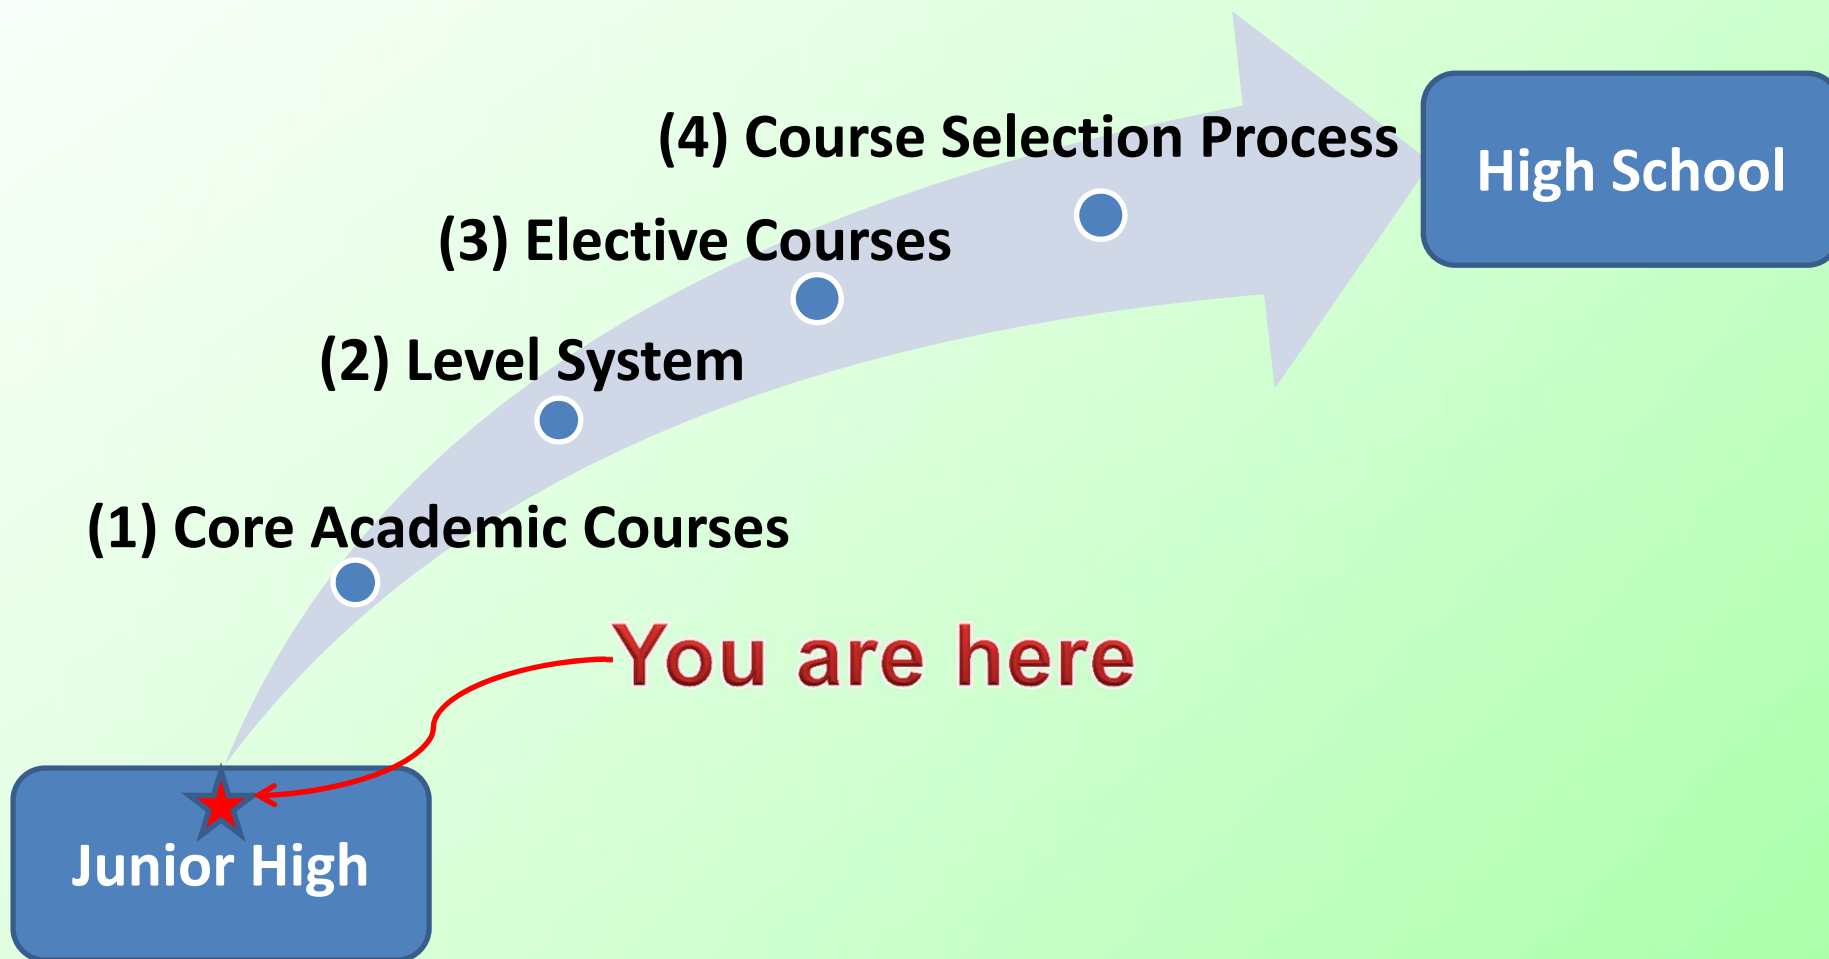 (4) Course Selection Process
High School
(3) Elective Courses
(2) Level System
(1) Core Academic Courses
You are here
Junior High